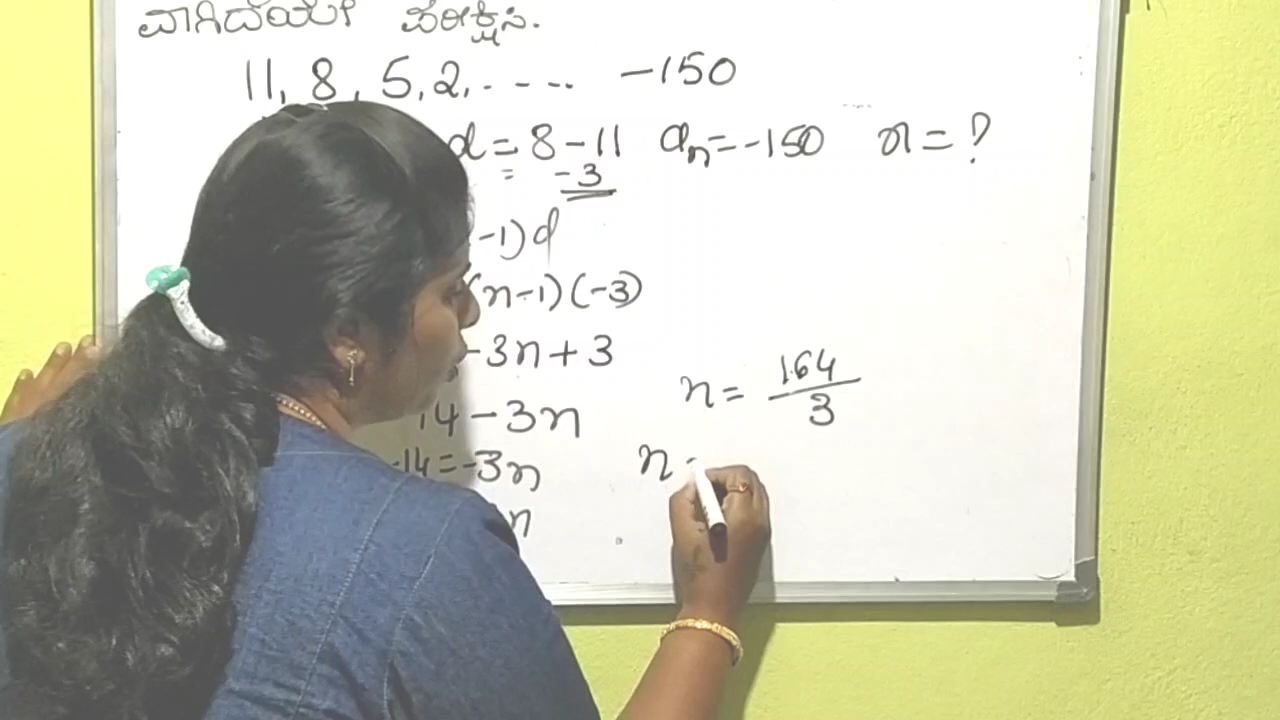 ವಾಗಿದೆಯೇ ಪರೀಕ್ಷಿಸಿ.
11, 8, 5, 2, - - - - -150
d = 8 - 11 aₙ = -150 n = ?
= -3
-1) d
(n-1) (-3)
-3n + 3
14 - 3n
-14 = -3n
n
n = 164/3
n